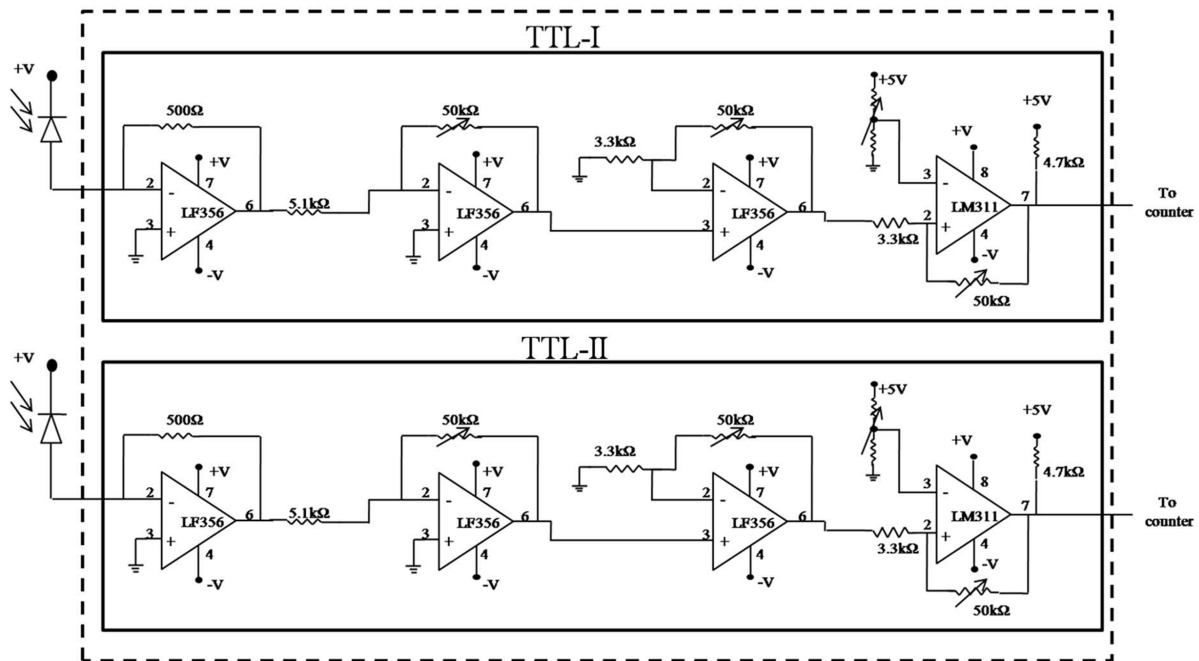 TTL-I
+V
500Ω
+V
2
-
7
LF356
6
3
+
4
-V
5.1kΩ
50kΩ
+V
2
-
7
LF356
6
3
+
4
-V
3.3kΩ
50kΩ
+V
2
-
7
LF356
6
3
+
4
-V
3.3kΩ
+5V
+V
3
-
8
LM311
7
2
+
4
-V
50kΩ
+5V
4.7kΩ
To
counter
TTL-II
+V
500Ω
+V
2
-
7
LF356
6
3
+
4
-V
5.1kΩ
50kΩ
+V
2
-
7
LF356
6
3
+
4
-V
3.3kΩ
50kΩ
+V
2
-
7
LF356
6
3
+
4
-V
3.3kΩ
+5V
+V
3
-
8
LM311
7
2
+
4
-V
50kΩ
+5V
4.7kΩ
To
counter